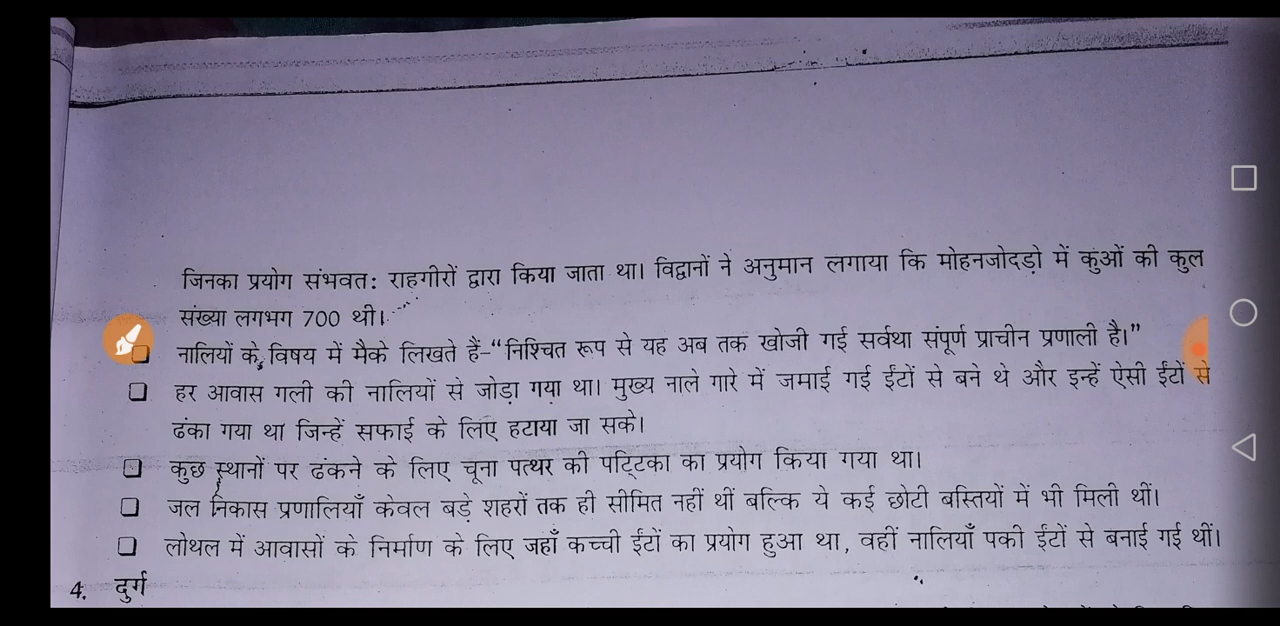 जिनका प्रयोग संभवत: राहगीरों द्वारा किया जाता था। विद्वानों ने अनुमान लगाया कि मोहनजोदड़ो में कुंओं की कुल
संख्या लगभग 700 थी।
❑ नालियों के विषय में मैके लिखते हैं-“निश्चित रूप से यह अब तक खोजी गई सर्वथा संपूर्ण प्राचीन प्रणाली है।”
❑ हर आवास गली की नालियों से जोड़ा गया था। मुख्य नाले गारे में जमाई गई ईंटों से बने थे और इन्हें ऐसी ईंटों से
ढंका गया था जिन्हें सफाई के लिए हटाया जा सके।
❑ कुछ स्थानों पर ढंकने के लिए चूना पत्थर की पट्टिका का प्रयोग किया गया था।
❑ जल निकास प्रणालियाँ केवल बड़े शहरों तक ही सीमित नहीं थीं बल्कि ये कई छोटी बस्तियों में भी मिली थीं।
❑ लोथल में आवासों के निर्माण के लिए जहाँ कच्ची ईंटों का प्रयोग हुआ था, वहीं नालियाँ पकी ईंटों से बनाई गई थीं।
4. दुर्ग